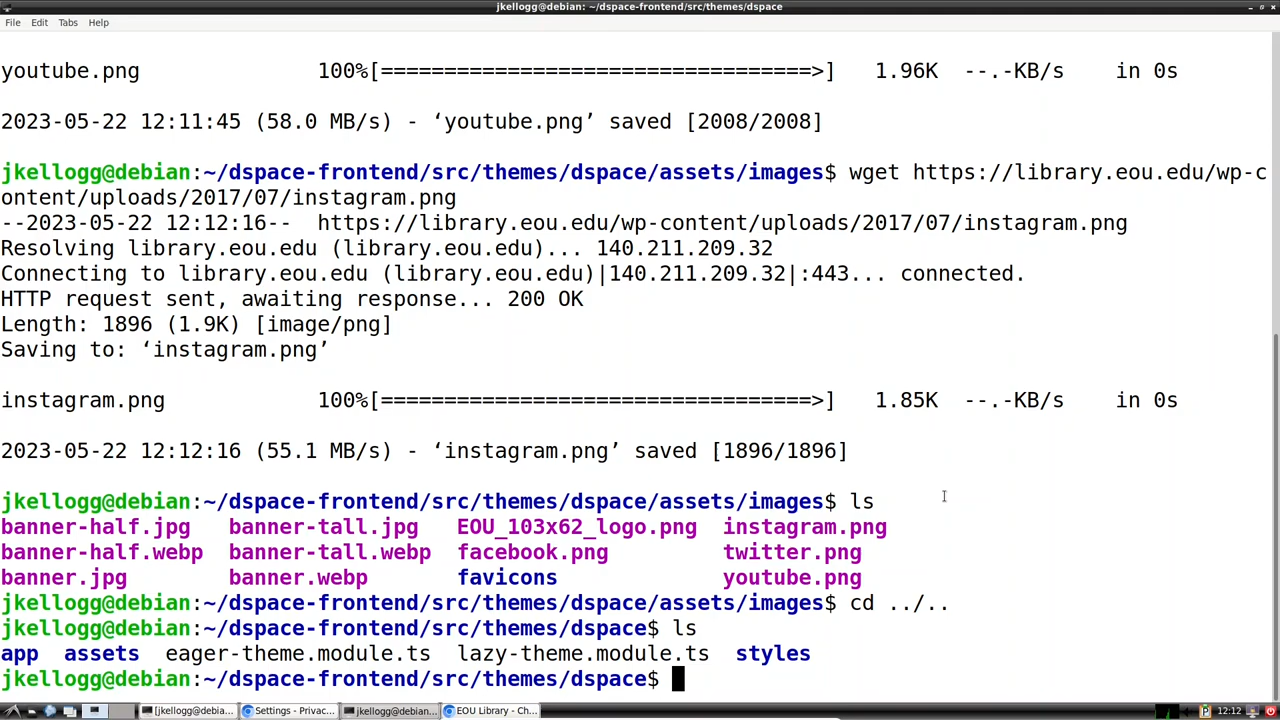 jkellogg@debian: ~/dspace-frontend/src/themes/dspace
File Edit Tabs Help
youtube.png 100%[==================================>] 1.96K --.-KB/s in 0s
2023-05-22 12:11:45 (58.0 MB/s) - ‘youtube.png’ saved [2008/2008]
jkellogg@debian:~/dspace-frontend/src/themes/dspace/assets/images$ wget https://library.eou.edu/wp-c
ontent/uploads/2017/07/instagram.png
--2023-05-22 12:12:16-- https://library.eou.edu/wp-content/uploads/2017/07/instagram.png
Resolving library.eou.edu (library.eou.edu)... 140.211.209.32
Connecting to library.eou.edu (library.eou.edu)|140.211.209.32|:443... connected.
HTTP request sent, awaiting response... 200 OK
Length: 1896 (1.9K) [image/png]
Saving to: ‘instagram.png’
instagram.png 100%[==================================>] 1.85K --.-KB/s in 0s
2023-05-22 12:12:16 (55.1 MB/s) - ‘instagram.png’ saved [1896/1896]
jkellogg@debian:~/dspace-frontend/src/themes/dspace/assets/images$ ls
banner-half.jpg banner-tall.jpg EOU_103x62_logo.png instagram.png
banner-half.webp banner-tall.webp facebook.png twitter.png
banner.jpg banner.webp favicons youtube.png
jkellogg@debian:~/dspace-frontend/src/themes/dspace/assets/images$ cd ../..
jkellogg@debian:~/dspace-frontend/src/themes/dspace$ ls
app assets eager-theme.module.ts lazy-theme.module.ts styles
jkellogg@debian:~/dspace-frontend/src/themes/dspace$
[jkellogg@debia... Settings - Privac... jkellogg@debian... EOU Library - Ch... 12:12